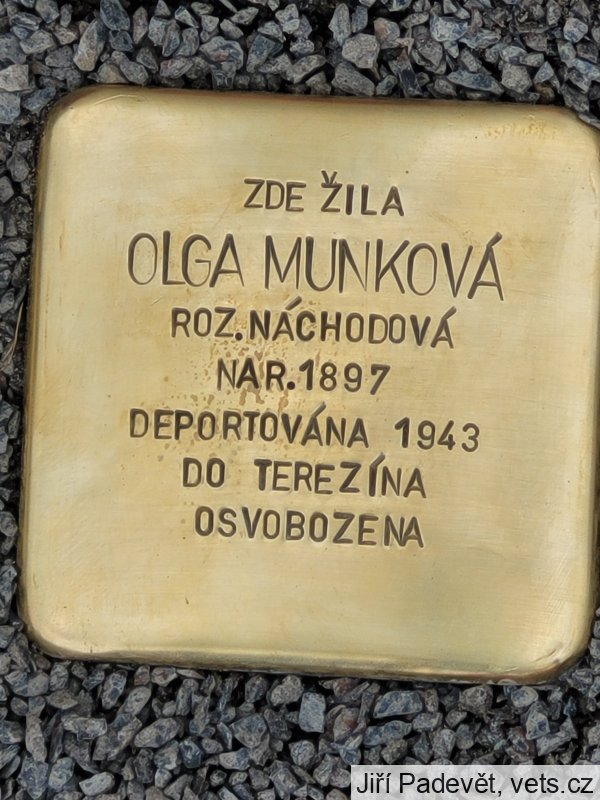 ZDE ŽILA
OLGA MUNKOVÁ
ROZ.NÁCHODOVÁ
NAR.1897
DEPORTOVÁNA 1943
DO TEREZÍNA
OSVOBOZENA
Jiří Padevět, vets.cz